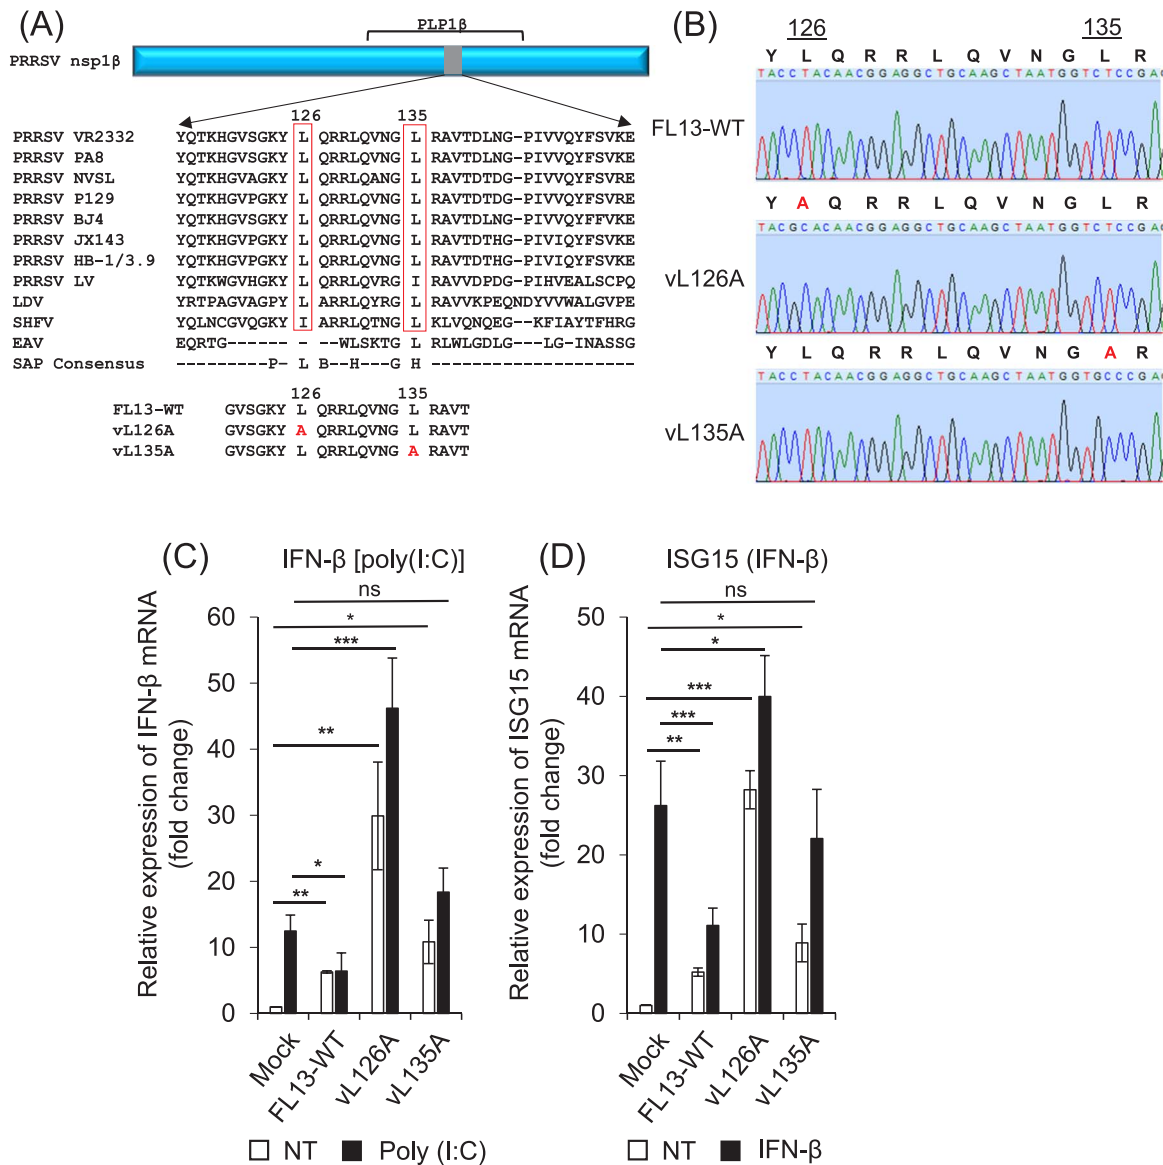 (A)
PLP1β
PRRSV nsp1β
126 135
PRRSV VR2332 YQTKHGVSGKY L QRRLQVNG L RAVTDLNG-PIVVQYFSVKE
PRRSV PA8 YQTKHGVSGKY L QRRLQVNG L RAVTDLNG-PIVVQYFSVKE
PRRSV NVSL YQTKHGVAGKY L QRRLQANG L RAVTDTDG-PIVVQYFSVRE
PRRSV P129 YQTKHGVPGKY L QRRLQVNG L RAVTDTDG-PIVVQYFSVRE
PRRSV BJ4 YQTKHGVSGKY L QRRLQVNG L RAVTDLNG-PIVVQYFFVKE
PRRSV JX143 YQTKHGVPGKY L QRRLQVNG L RAVTDTHG-PIVIQYFSVKE
PRRSV HB-1/3.9 YQTKHGVPGKY L QRRLQVNG L RAVTDTHG-PIVIQYFSVKE
PRRSV LV YQTKWGVHGKY L QRRLQVRG I RAVVDPDG-PIHVEALSCPQ
LDV YRTPAGVAGPY L ARRLQYRG L RAVVKPEQNDYVVWALGVPE
SHFV YQLNCGVQGKY I ARRLQTNG L KLVQNQEG--KFIAYTFHRG
EAV EQRTG------ - --WLSKTG L RLWLGDLG--LG-INASSG
SAP Consensus ---------P- L B--H---G H --------------------
126 135
FL13-WT GVSGKY L QRRLQVNG L RAVT
vL126A GVSGKY A QRRLQVNG L RAVT
vL135A GVSGKY L QRRLQVNG A RAVT
(B)
126 135
Y L Q R R L Q V N G L R
TACCTACAACGGAGGCTGCAAGCTAATGGTCTCCGAG
FL13-WT
Y A Q R R L Q V N G L R
TACGCACAACGGAGGCTGCAAGCTAATGGTCTCCGAG
vL126A
Y L Q R R L Q V N G A R
TACCTACAACGGAGGCTGCAAGCTAATGGTGCCCGAG
vL135A
(C)
IFN-β [poly(I:C)]
Relative expression of IFN-β mRNA
(fold change)
ns
*
***
**
*
**
60
50
40
30
20
10
0
Mock
FL13-WT
vL126A
vL135A
NT Poly (I:C)
(D)
ISG15 (IFN-β)
Relative expression of ISG15 mRNA
(fold change)
ns
*
*
***
***
**
50
40
30
20
10
0
Mock
FL13-WT
vL126A
vL135A
NT IFN-β